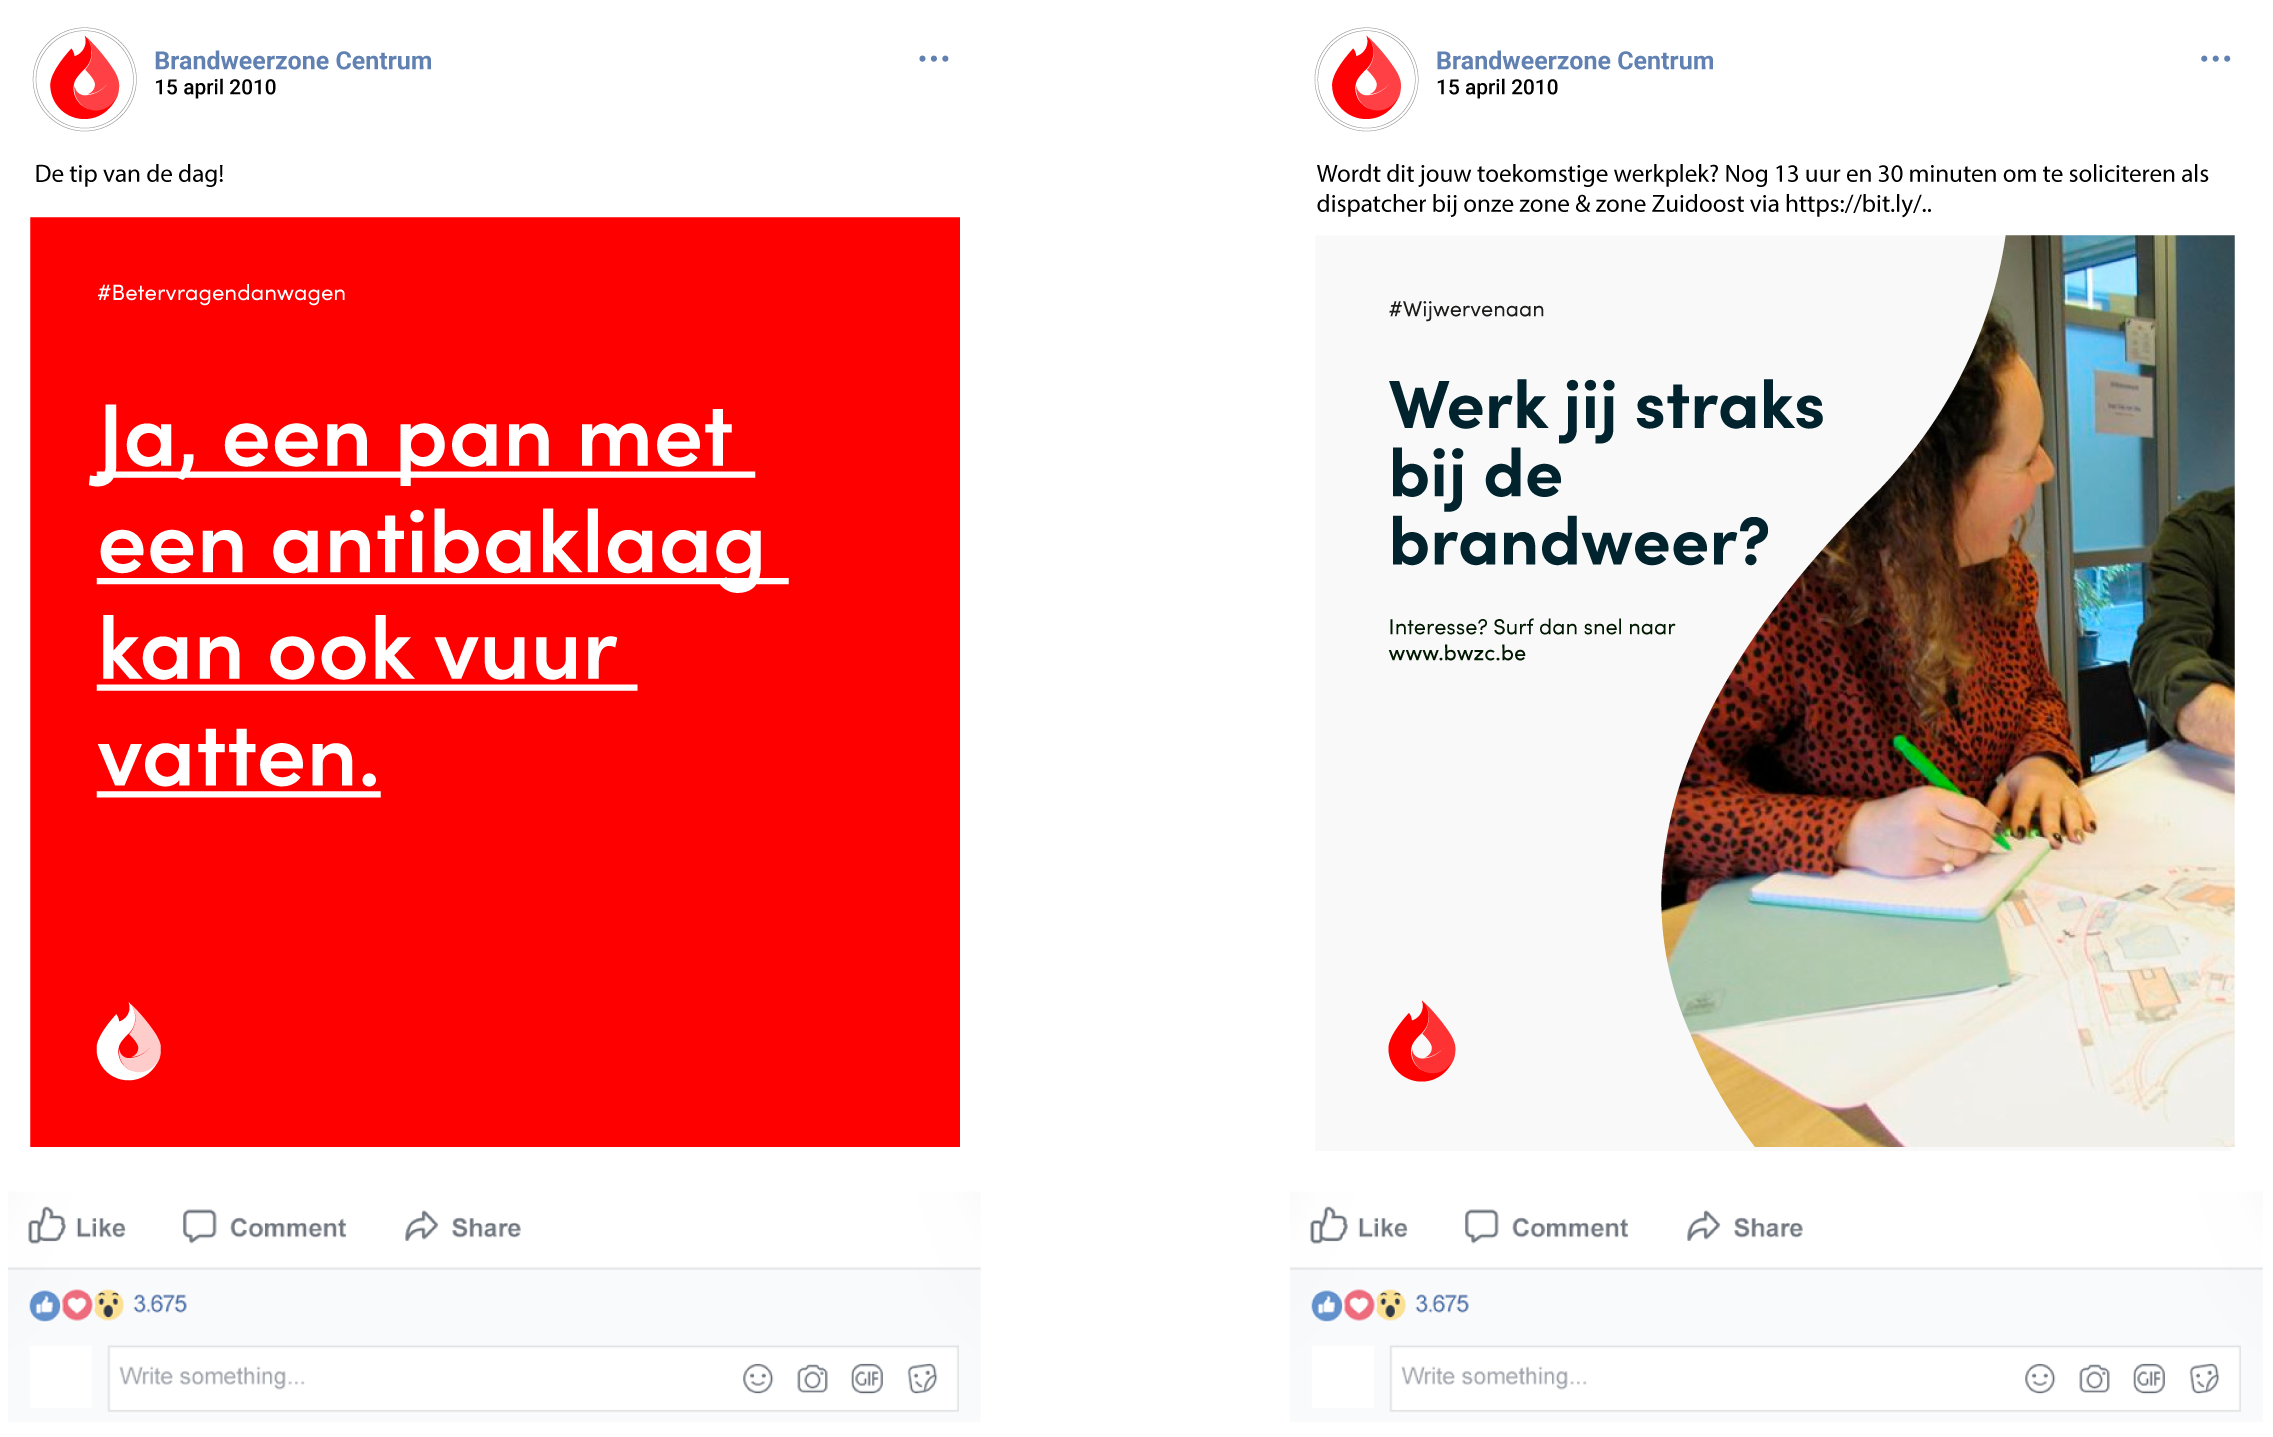 Brandweerzone Centrum
15 april 2010
De tip van de dag!
#Betervragendanwagen
Ja, een pan met
een antibaklaag
kan ook vuur
vatten.
Like Comment Share
3.675
Write something...
GIF
Brandweerzone Centrum
15 april 2010
Wordt dit jouw toekomstige werkplek? Nog 13 uur en 30 minuten om te soliciteren als
dispatcher bij onze zone & zone Zuidoost via https://bit.ly/..
#Wijwervenaan
Werk jij straks
bij de
brandweer?
Interesse? Surf dan snel naar
www.bwzc.be
Like Comment Share
3.675
Write something...
GIF